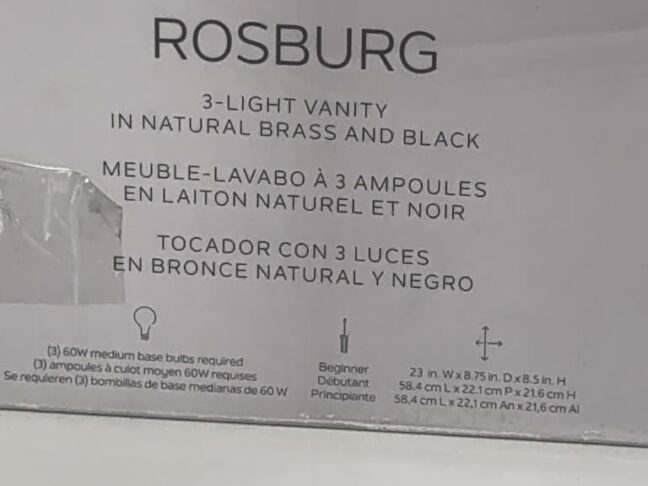 ROSBURG
3-LIGHT VANITY
IN NATURAL BRASS AND BLACK
MEUBLE-LAVABO À 3 AMPOULES
EN LAITON NATUREL ET NOIR
TOCADOR CON 3 LUCES
EN BRONCE NATURAL Y NEGRO
(3) 60W medium base bulbs required
(3) ampoules à culot moyen 60W requises
Se requieren (3) bombillas de base medianas de 60 W
Beginner
Débutant
Principiante
23 in. W x 8.75 in. D x 8.5 in. H
58.4 cm L x 22.1 cm P x 21.6 cm H
58,4 cm L x 22,1 cm An x 21,6 cm Al